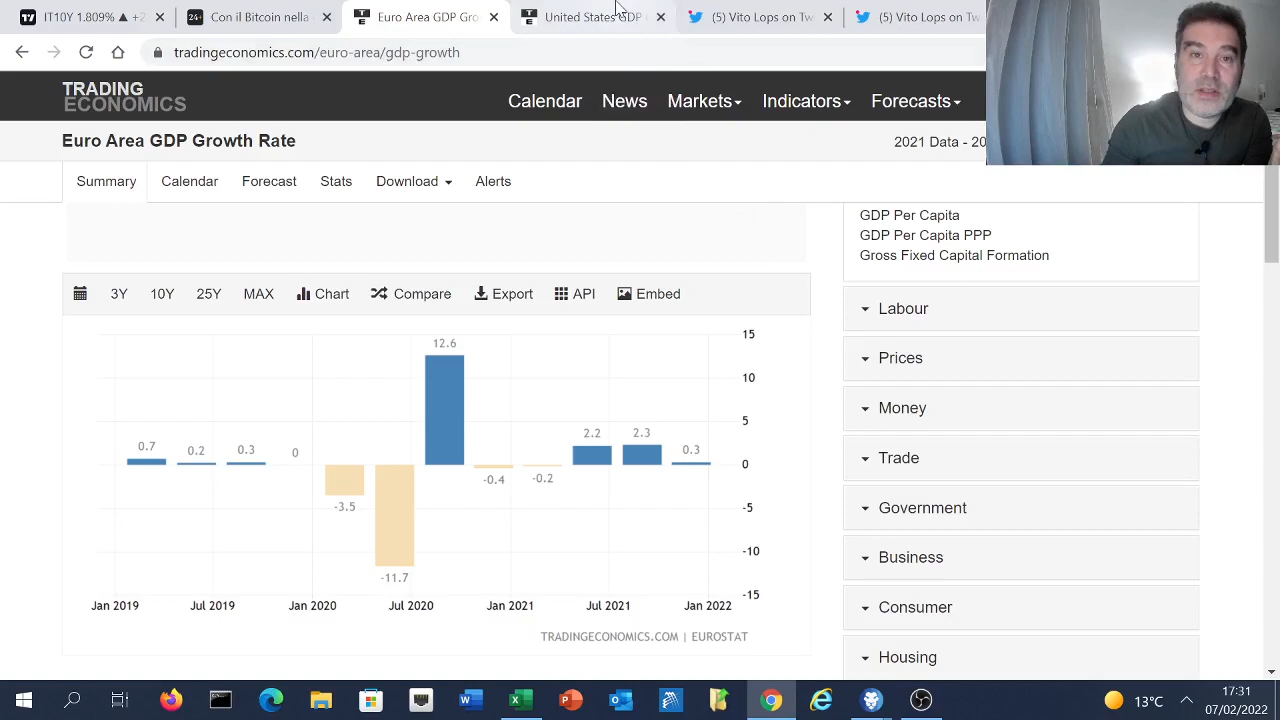 IT10Y 1.829% ▲ +2
Con il Bitcoin nella
Euro Area GDP Gro
United States GDP
(5) Vito Lops on Tw
(5) Vito Lops on Tw
tradingeconomics.com/euro-area/gdp-growth
TRADING
ECONOMICS
Calendar News Markets Indicators Forecasts
Euro Area GDP Growth Rate
2021 Data - 20
Summary Calendar Forecast Stats Download Alerts
GDP Per Capita
GDP Per Capita PPP
Gross Fixed Capital Formation
3Y 10Y 25Y MAX Chart Compare Export API Embed
Labour
Prices
Money
Trade
Government
Business
Consumer
Housing
15
12.6
10
5
2.2 2.3
0.7 0.2 0.3 0 0.3
0
-0.4 -0.2
-3.5
-5
-10
-11.7
-15
Jan 2019 Jul 2019 Jan 2020 Jul 2020 Jan 2021 Jul 2021 Jan 2022
TRADINGECONOMICS.COM | EUROSTAT
13°C
17:31
07/02/2022